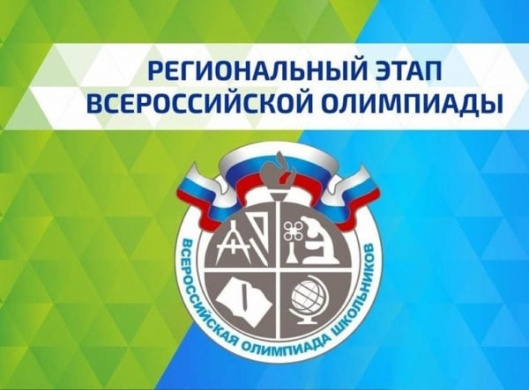 РЕГИОНАЛЬНЫЙ ЭТАП
ВСЕРОССИЙСКОЙ ОЛИМПИАДЫ
ВСЕРОССИЙСКАЯ ОЛИМПИАДА ШКОЛЬНИКОВ